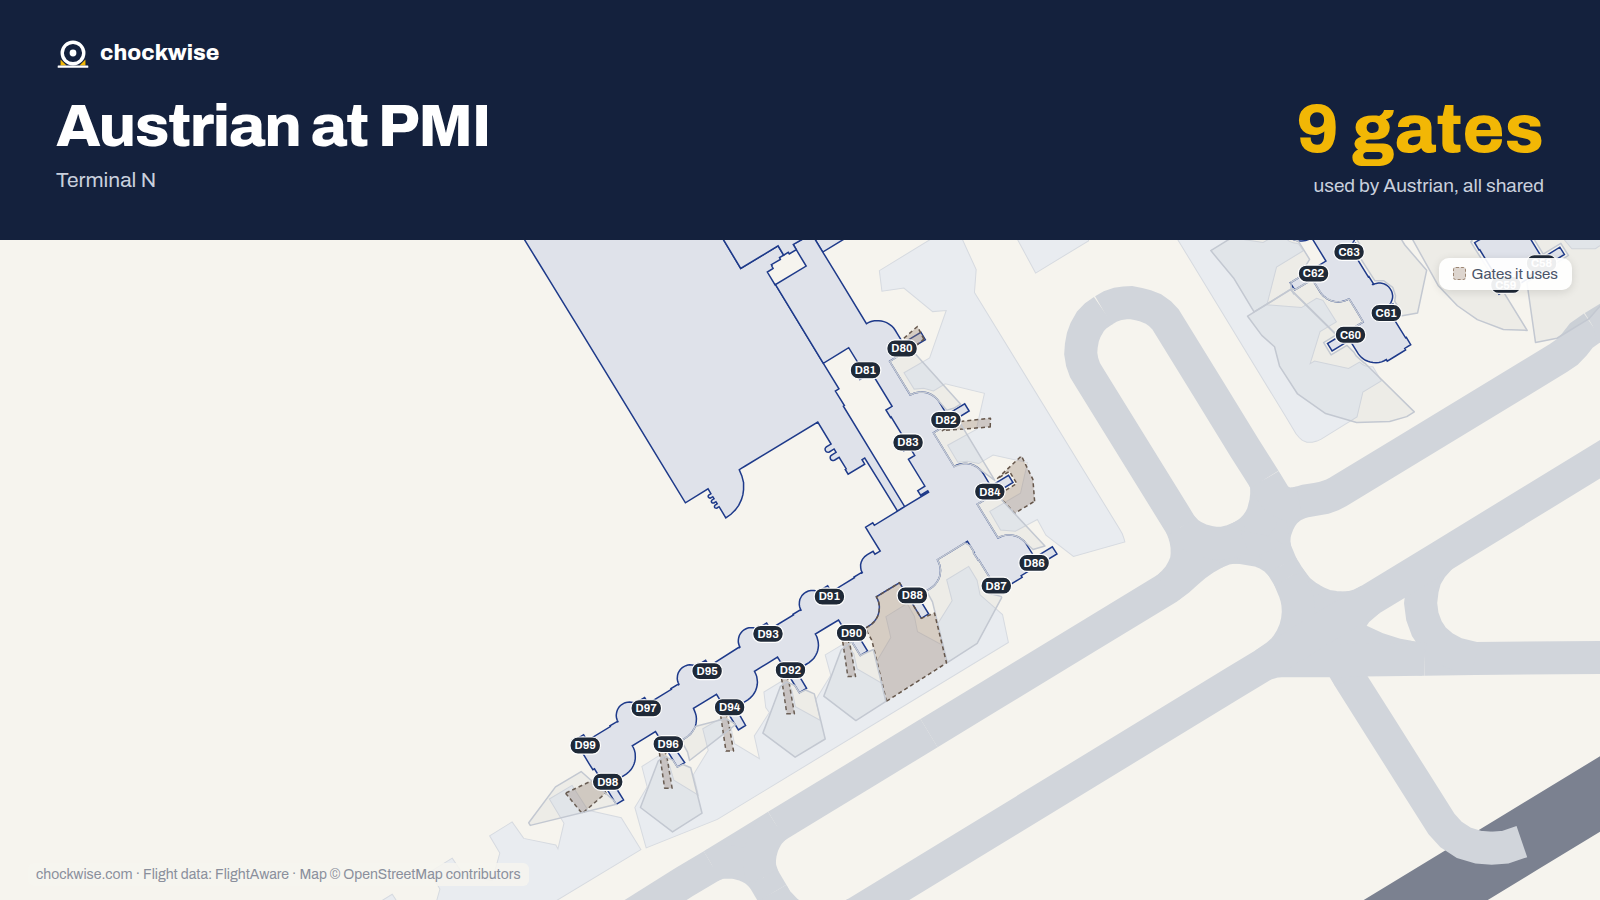 chockwise
Austrian at PMI
Terminal N
9 gates
used by Austrian, all shared
Gates it uses
C63
C62
C61
C60
D80
D81
D82
D83
D84
D86
D87
D88
D91
D90
D93
D92
D95
D94
D97
D96
D99
D98
chockwise.com · Flight data: FlightAware · Map © OpenStreetMap contributors